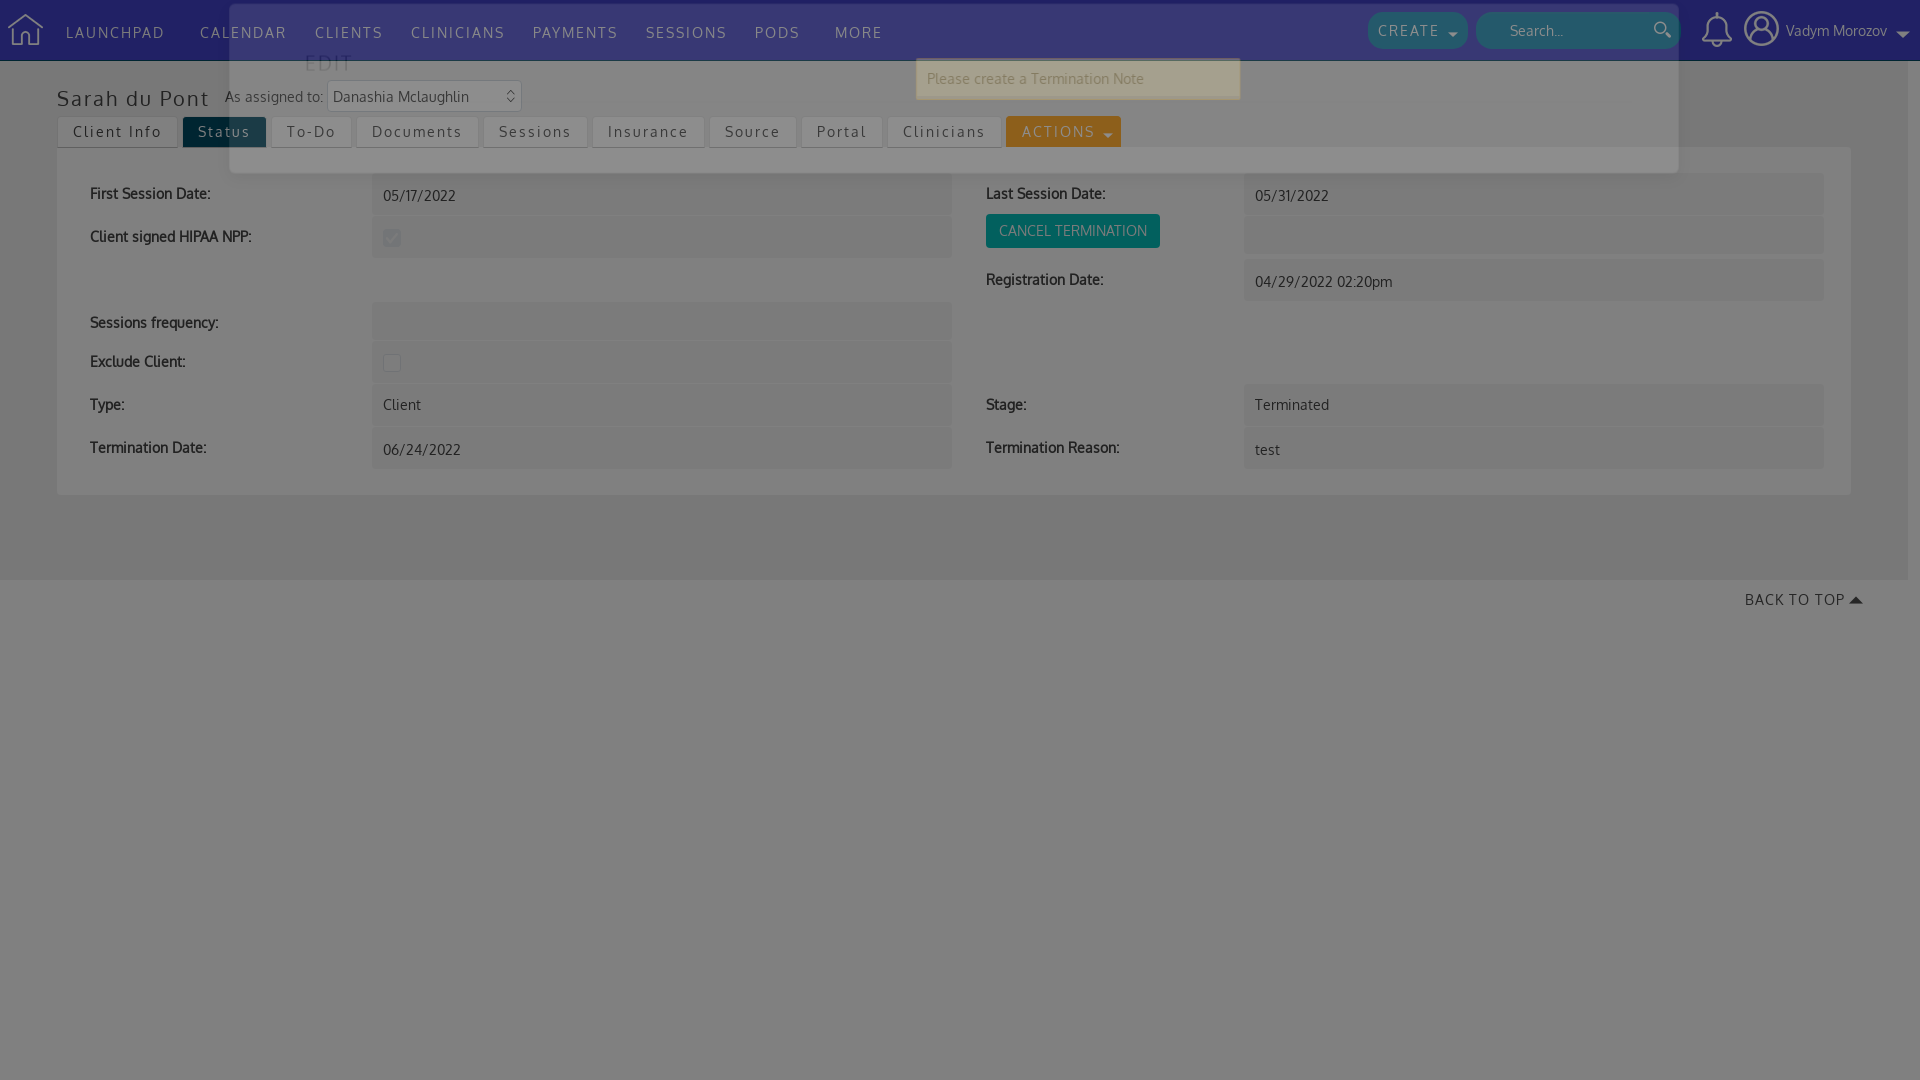 LAUNCHPAD CALENDAR CLIENTS CLINICIANS PAYMENTS SESSIONS PODS MORE CREATE Search... Vadym Morozov
EDIT
Please create a Termination Note
Sarah du Pont As assigned to: Danashia Mclaughlin
Client Info Status To-Do Documents Sessions Insurance Source Portal Clinicians ACTIONS
First Session Date: 05/17/2022 Last Session Date: 05/31/2022
Client signed HIPAA NPP: CANCEL TERMINATION
Registration Date: 04/29/2022 02:20pm
Sessions frequency:
Exclude Client:
Type: Client Stage: Terminated
Termination Date: 06/24/2022 Termination Reason: test
BACK TO TOP